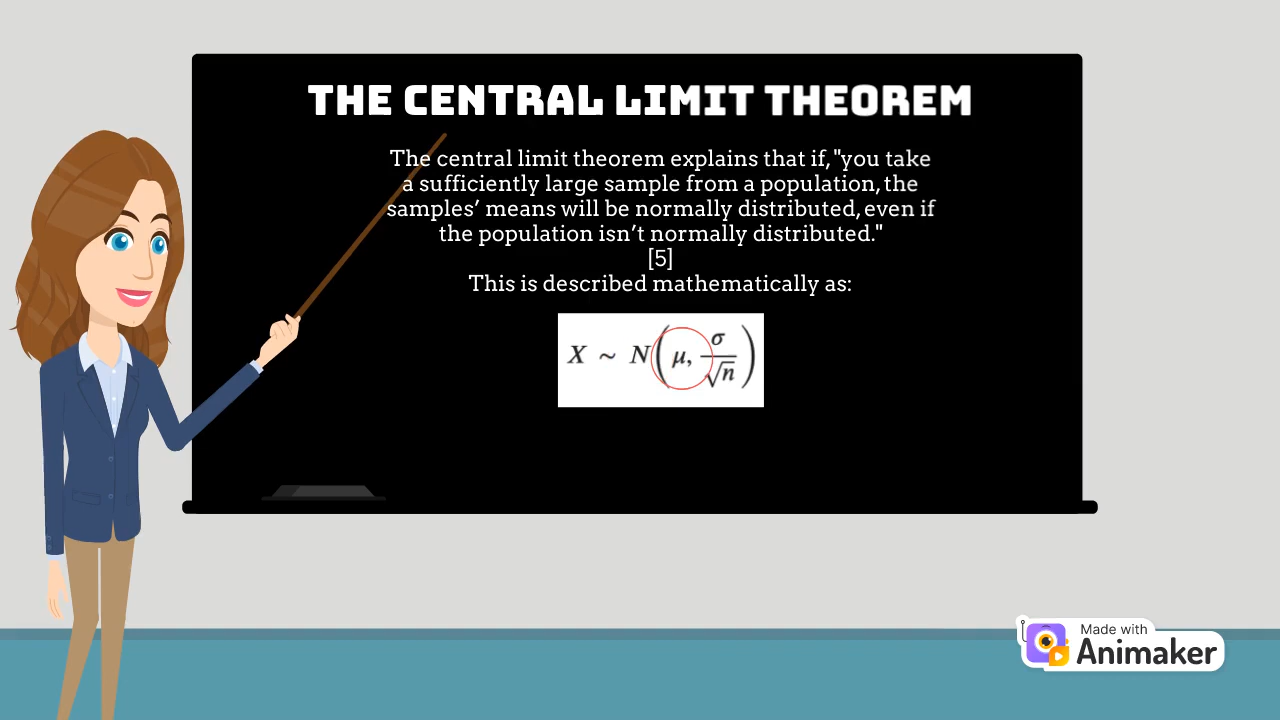 THE CENTRAL LIMIT THEOREM
The central limit theorem explains that if, "you take
a sufficiently large sample from a population, the
samples’ means will be normally distributed, even if
the population isn’t normally distributed."
[5]
This is described mathematically as:
X ~ N(μ, σ/√n)
Made with
Animaker